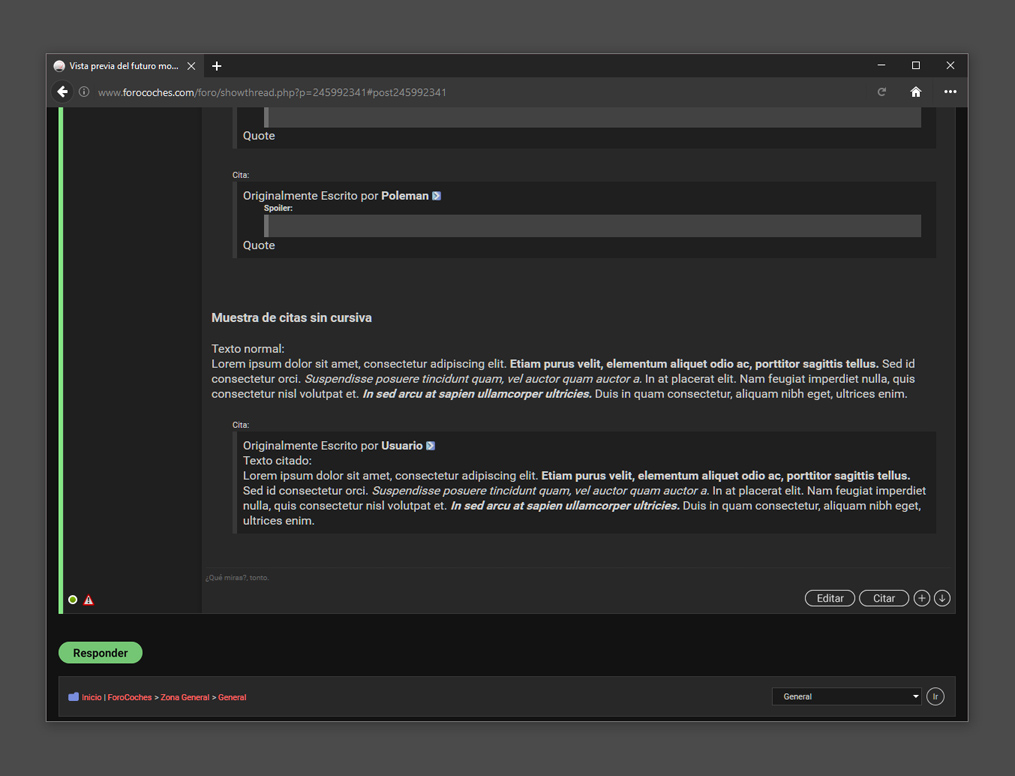 Vista previa del futuro mo...
www.forocoches.com/foro/showthread.php?p=245992341#post245992341
Quote
Cita:
Originalmente Escrito por Poleman
Spoiler:
Quote
Muestra de citas sin cursiva
Texto normal:
Lorem ipsum dolor sit amet, consectetur adipiscing elit. Etiam purus velit, elementum aliquet odio ac, porttitor sagittis tellus. Sed id
consectetur orci. Suspendisse posuere tincidunt quam, vel auctor quam auctor a. In at placerat elit. Nam feugiat imperdiet nulla, quis
consectetur nisl volutpat et. In sed arcu at sapien ullamcorper ultricies. Duis in quam consectetur, aliquam nibh eget, ultrices enim.
Cita:
Originalmente Escrito por Usuario
Texto citado:
Lorem ipsum dolor sit amet, consectetur adipiscing elit. Etiam purus velit, elementum aliquet odio ac, porttitor sagittis tellus.
Sed id consectetur orci. Suspendisse posuere tincidunt quam, vel auctor quam auctor a. In at placerat elit. Nam feugiat imperdiet
nulla, quis consectetur nisl volutpat et. In sed arcu at sapien ullamcorper ultricies. Duis in quam consectetur, aliquam nibh eget,
ultrices enim.
¿Qué miraa?, tonto.
Editar Citar
Responder
Inicio | ForoCoches > Zona General > General
General Ir